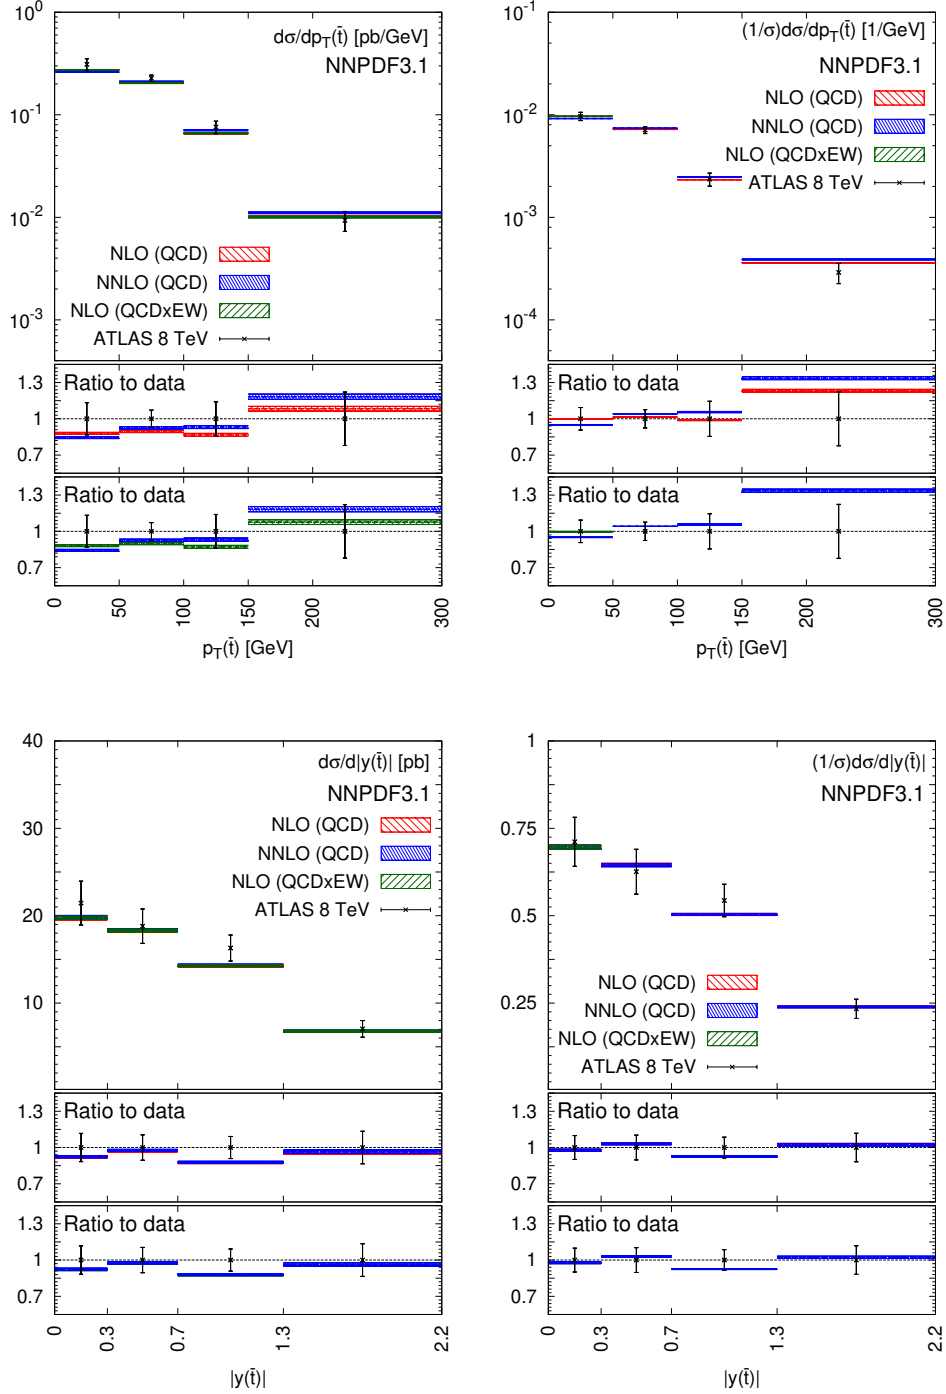 dσ/dp_T(t̄) [pb/GeV]
NNPDF3.1
10^0
10^-1
10^-2
10^-3
NLO (QCD)
NNLO (QCD)
NLO (QCDxEW)
ATLAS 8 TeV
Ratio to data
1.3
1
0.7
Ratio to data
1.3
1
0.7
0
50
100
150
200
250
300
p_T(t̄) [GeV]
(1/σ)dσ/dp_T(t̄) [1/GeV]
NNPDF3.1
10^-1
10^-2
10^-3
10^-4
NLO (QCD)
NNLO (QCD)
NLO (QCDxEW)
ATLAS 8 TeV
Ratio to data
1.3
1
0.7
Ratio to data
1.3
1
0.7
0
50
100
150
200
250
300
p_T(t̄) [GeV]
dσ/d|y(t̄)| [pb]
NNPDF3.1
40
30
20
10
NLO (QCD)
NNLO (QCD)
NLO (QCDxEW)
ATLAS 8 TeV
Ratio to data
1.3
1
0.7
Ratio to data
1.3
1
0.7
0
0.3
0.7
1.3
2.2
|y(t̄)|
(1/σ)dσ/d|y(t̄)|
NNPDF3.1
1
0.75
0.5
0.25
NLO (QCD)
NNLO (QCD)
NLO (QCDxEW)
ATLAS 8 TeV
Ratio to data
1.3
1
0.7
Ratio to data
1.3
1
0.7
0
0.3
0.7
1.3
2.2
|y(t̄)|